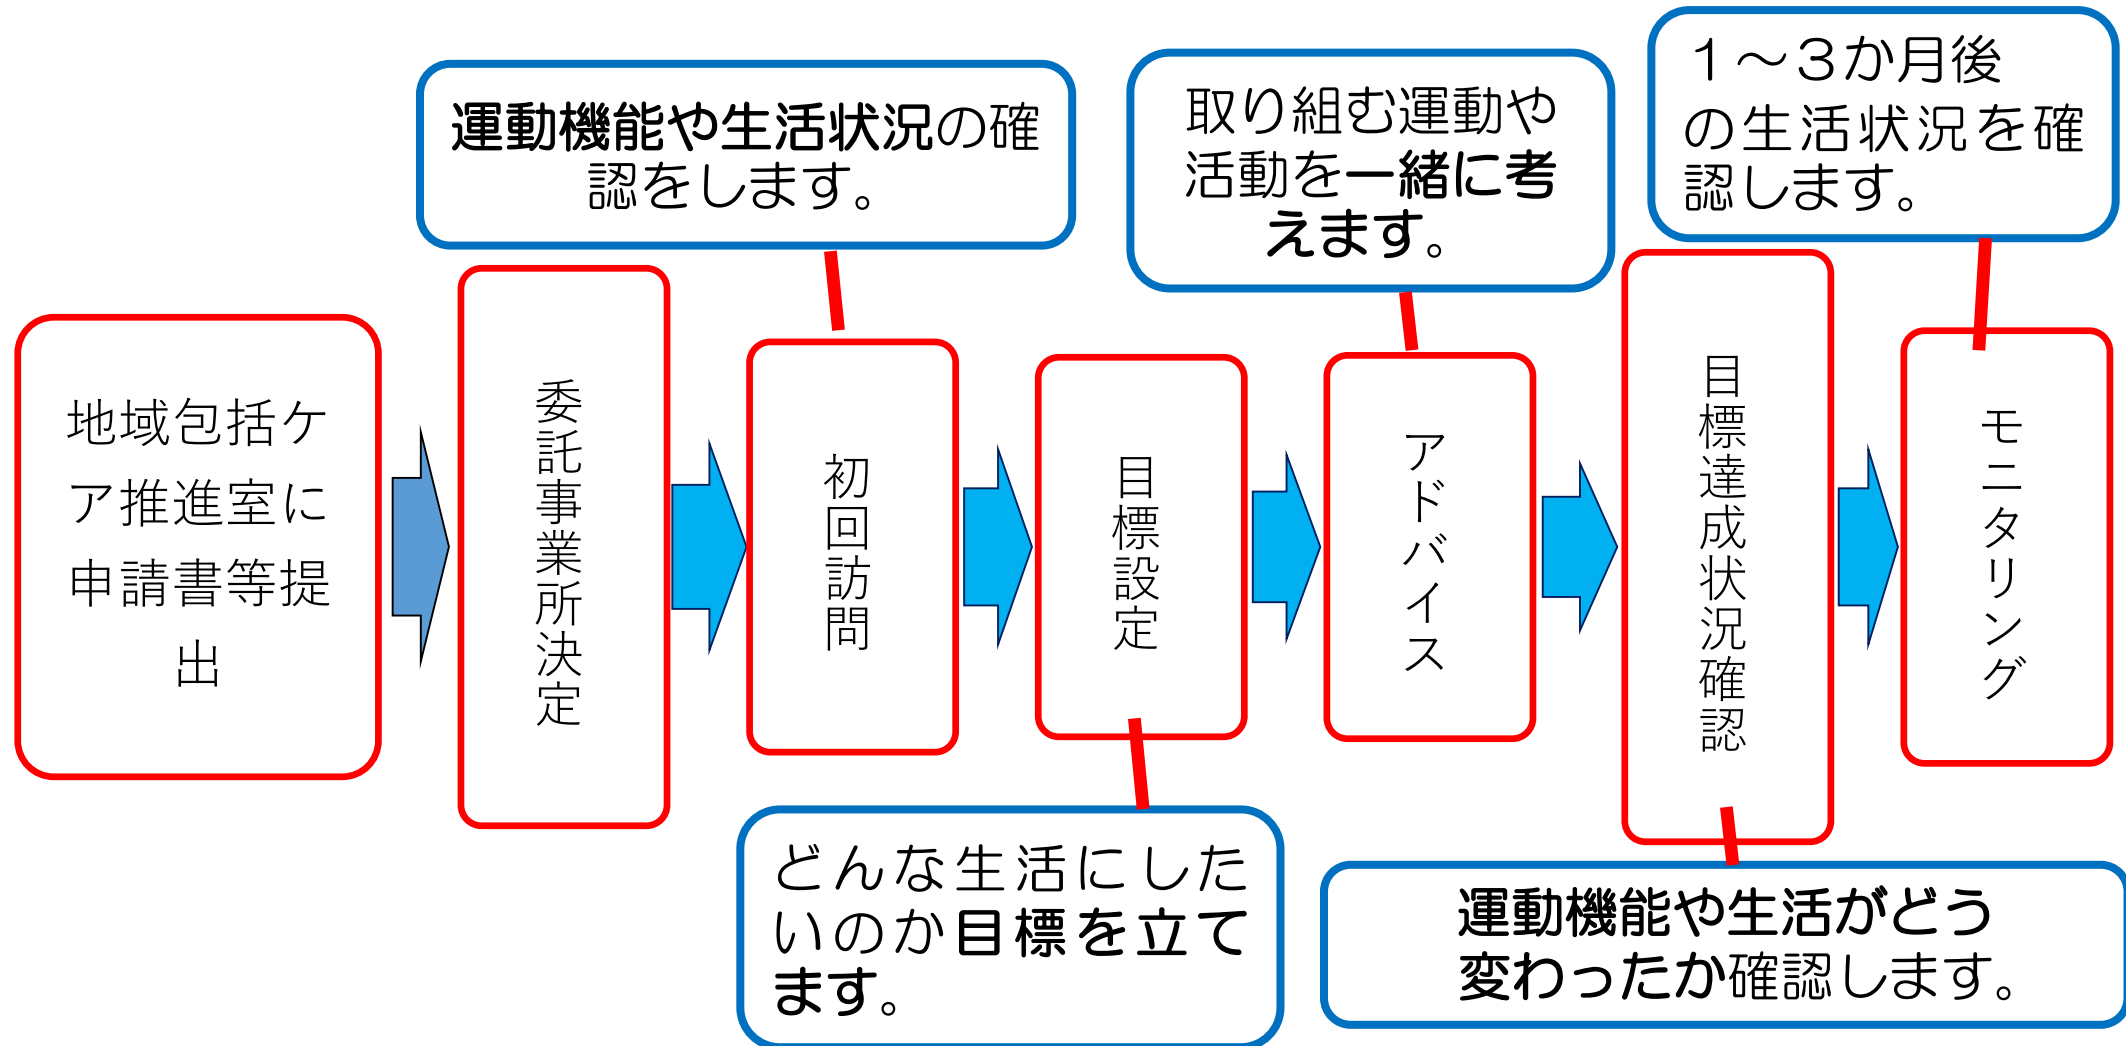 運動機能や生活状況の確
認をします。
取り組む運動や
活動を一緒に考
えます。
１～３か月後
の生活状況を確
認します。
地域包括ケ
ア推進室に
申請書等提
出
委託事業所決定
初回訪問
目標設定
アドバイス
目標達成状況確認
モニタリング
どんな生活にした
いのか目標を立て
ます。
運動機能や生活がどう
変わったか確認します。